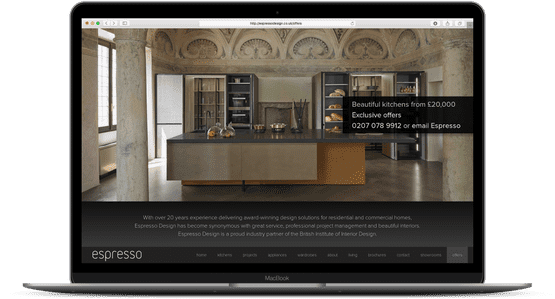 http://espressodesign.co.uk/offers
Beautiful kitchens from £20,000
Exclusive offers
0207 078 9912 or email Espresso
With over 20 years experience delivering award winning design solutions for residential and commercial homes,
Espresso Design has become synonymous with great service, professional project management and beautiful interiors.
Espresso Design is a proud industry partner of the British Institute of Interior Design
espresso home kitchens projects appliances wardrobes about living brochures contact showrooms offers
MacBook